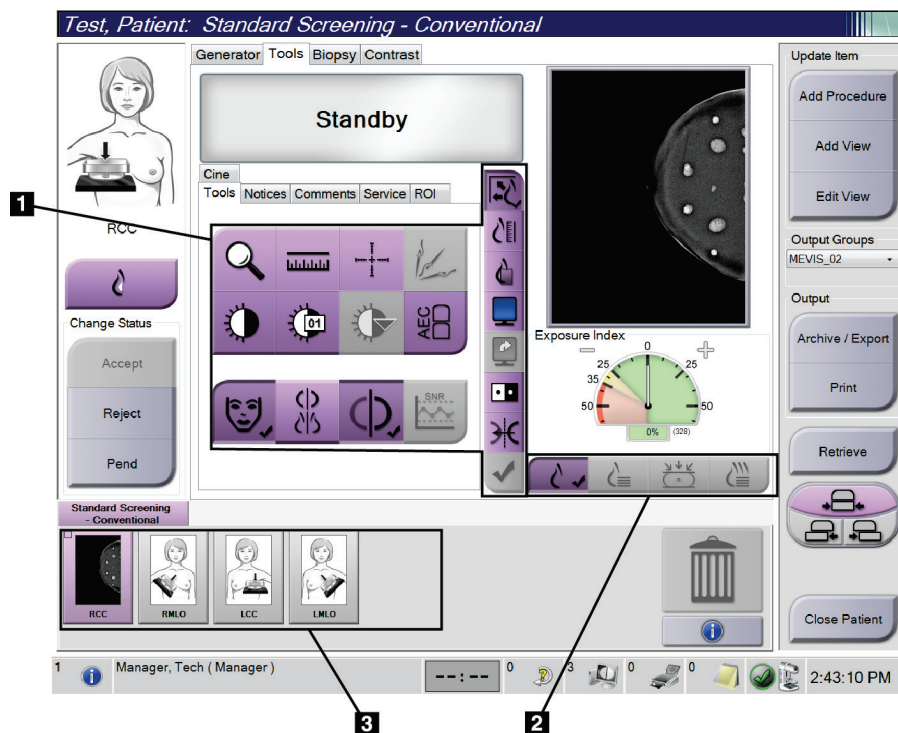 Test, Patient: Standard Screening - Conventional
Generator Tools Biopsy Contrast
Standby
Cine
Tools Notices Comments Service ROI
1
RCC
01
AEC
SNR
Change Status
Accept
Reject
Pend
Exposure Index
0
25 25
35
50 50
0% (328)
Update Item
Add Procedure
Add View
Edit View
Output Groups
MEVIS_02
Output
Archive / Export
Print
Retrieve
Close Patient
Standard Screening
- Conventional
RCC RMLO LCC LMLO
1 Manager, Tech ( Manager ) --:-- 0 3 0 0 2:43:10 PM
3 2